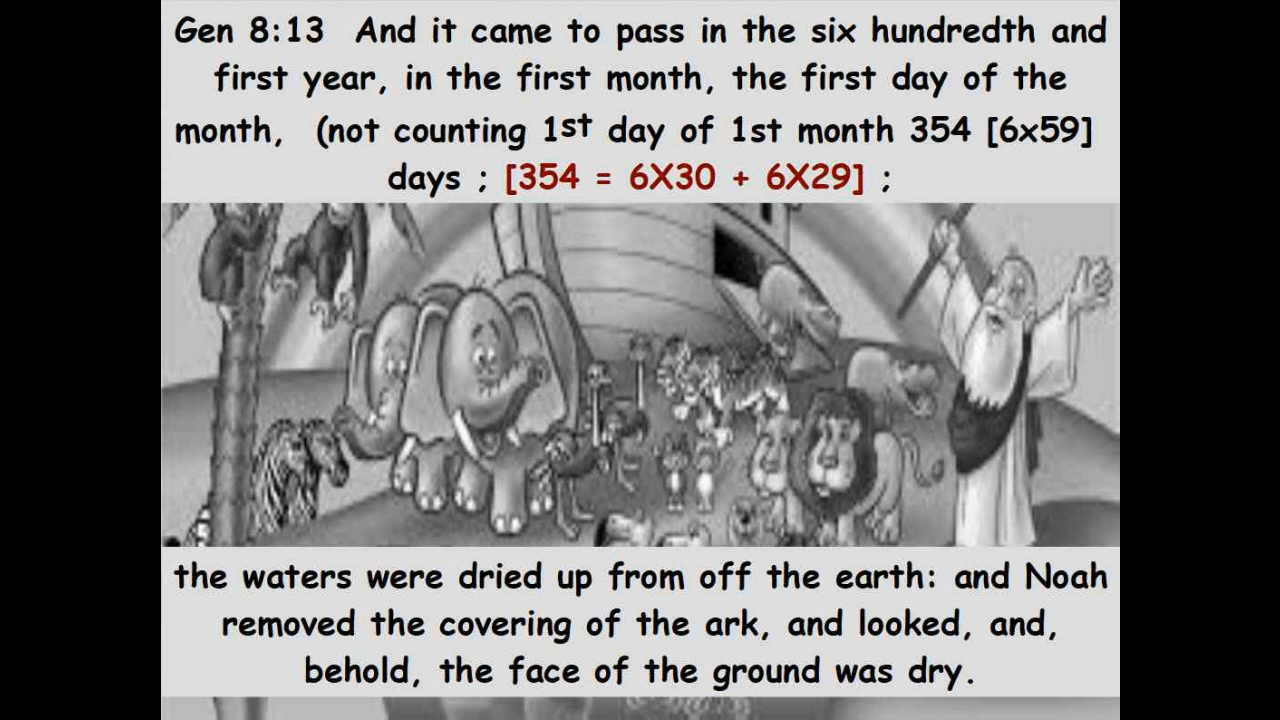 Gen 8:13  And it came to pass in the six hundredth and
first year, in the first month, the first day of the
month,  (not counting 1st day of 1st month 354 [6x59]
days ; [354 = 6X30 + 6X29] ;
the waters were dried up from off the earth: and Noah
removed the covering of the ark, and looked, and,
behold, the face of the ground was dry.